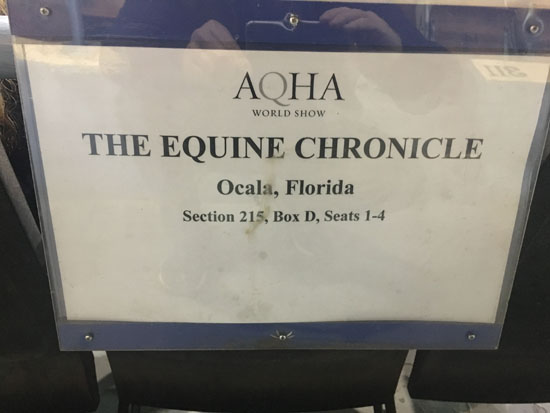 AQHA
WORLD SHOW
THE EQUINE CHRONICLE
Ocala, Florida
Section 215, Box D, Seats 1-4